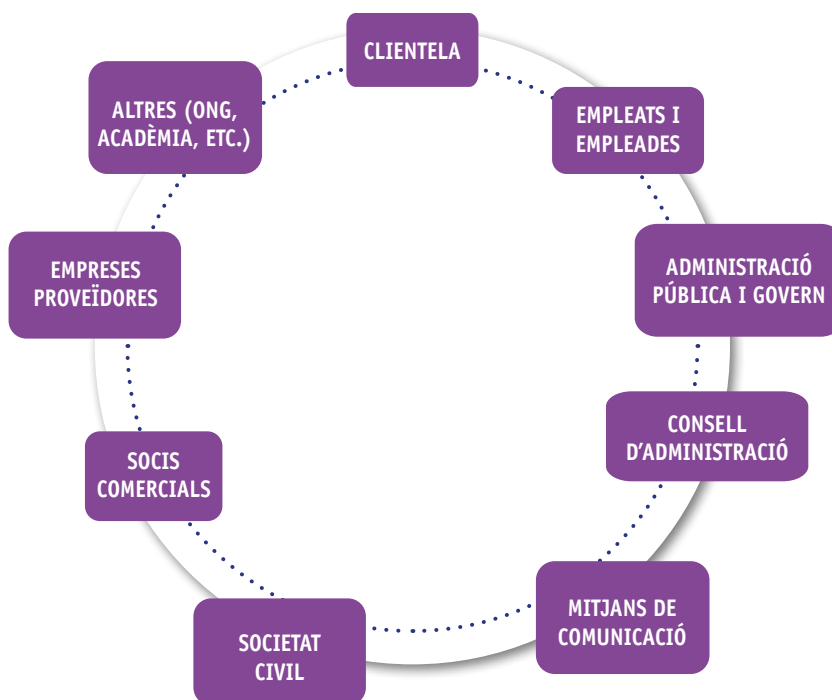 CLIENTELA
EMPLEATS I
EMPLEADES
ADMINISTRACIÓ
PÚBLICA I GOVERN
CONSELL
D’ADMINISTRACIÓ
MITJANS DE
COMUNICACIÓ
SOCIETAT
CIVIL
SOCIS
COMERCIALS
EMPRESES
PROVEÏDORES
ALTRES (ONG,
ACADÈMIA, ETC.)